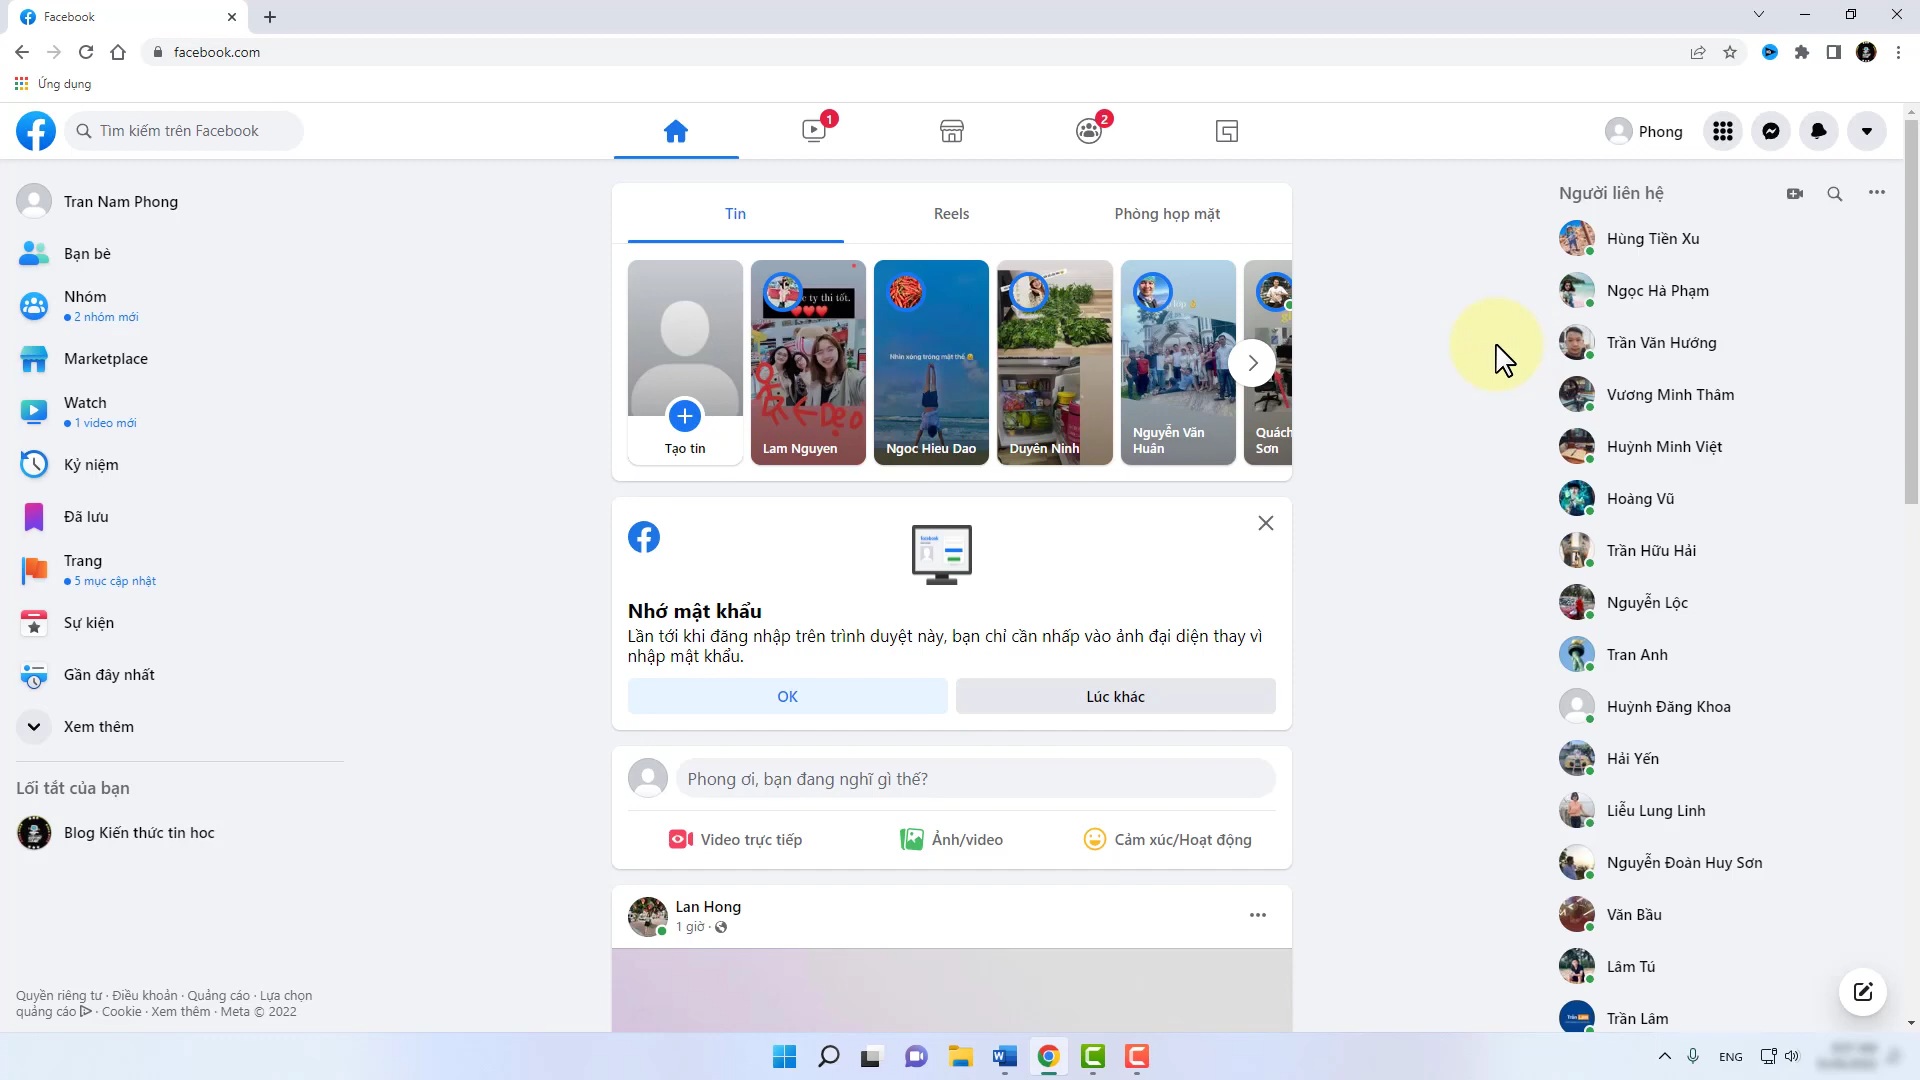 Facebook
facebook.com
Ứng dụng
Tìm kiếm trên Facebook
1
2
Phong
Tran Nam Phong
Bạn bè
Nhóm
2 nhóm mới
Marketplace
Watch
1 video mới
Kỷ niệm
Đã lưu
Trang
5 mục cập nhật
Sự kiện
Gần đây nhất
Xem thêm
Lối tắt của bạn
Blog Kiến thức tin hoc
Quyền riêng tư · Điều khoản · Quảng cáo · Lựa chọn
quảng cáo · Cookie · Xem thêm · Meta © 2022
Tin
Reels
Phòng họp mặt
Tạo tin
ty thi tốt.
Lam Nguyen
Nhìn xóng tróng mặt thế
Ngoc Hieu Dao
Duyên Ninh
Nguyễn Văn
Huân
Quách
Sơn
Nhớ mật khẩu
Lần tới khi đăng nhập trên trình duyệt này, bạn chỉ cần nhấp vào ảnh đại diện thay vì
nhập mật khẩu.
OK
Lúc khác
Phong ơi, bạn đang nghĩ gì thế?
Video trực tiếp
Ảnh/video
Cảm xúc/Hoạt động
Lan Hong
1 giờ ·
Người liên hệ
Hùng Tiền Xu
Ngọc Hà Phạm
Trần Văn Hướng
Vương Minh Thâm
Huỳnh Minh Việt
Hoàng Vũ
Trần Hữu Hải
Nguyễn Lộc
Tran Anh
Huỳnh Đăng Khoa
Hải Yến
Liễu Lung Linh
Nguyễn Đoàn Huy Sơn
Văn Bầu
Lâm Tú
Trần Lâm
ENG